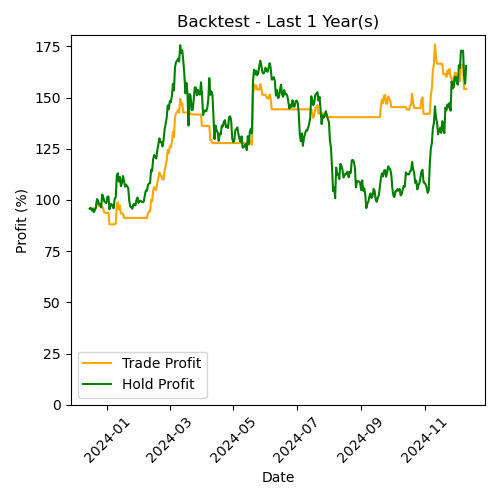 Backtest - Last 1 Year(s)
Profit (%)
175
150
125
100
75
50
25
0
Trade Profit
Hold Profit
2024-01
2024-03
2024-05
2024-07
2024-09
2024-11
Date